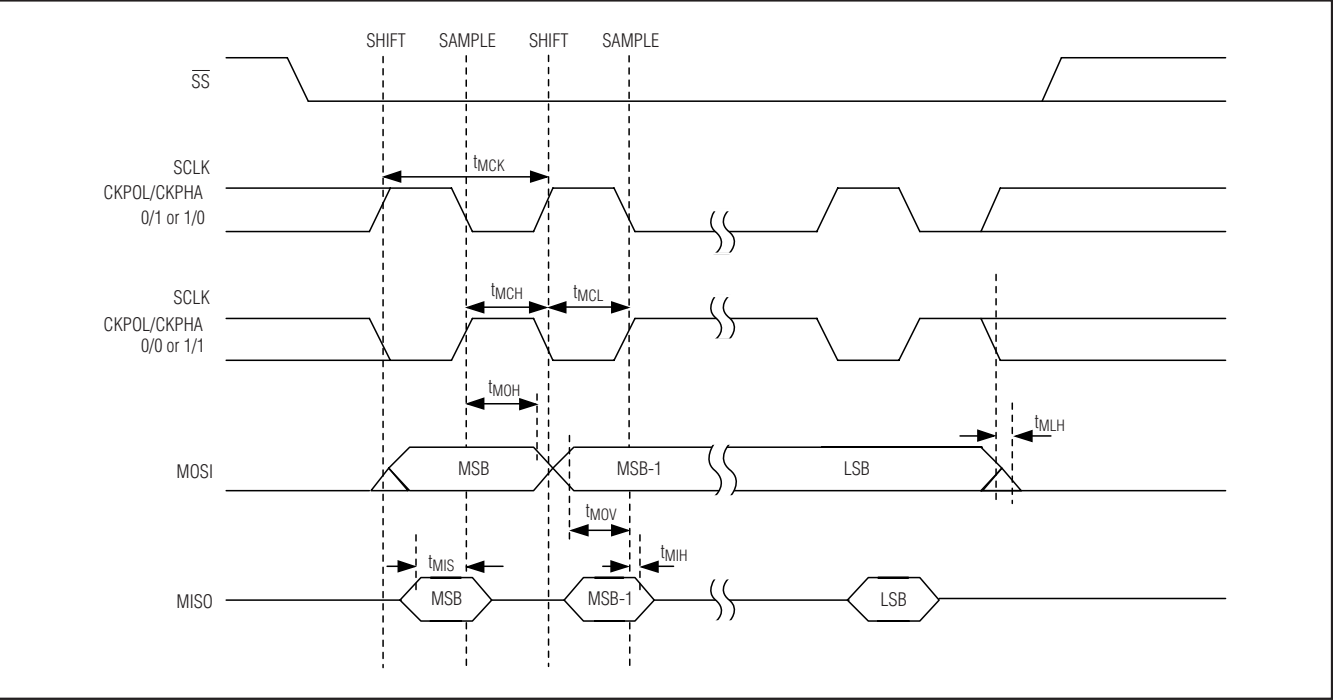 SHIFT SAMPLE SHIFT SAMPLE
SS
SCLK
CKPOL/CKPHA
0/1 or 1/0
tMCK
SCLK
CKPOL/CKPHA
0/0 or 1/1
tMCH tMCL
tMOH
tMLH
MOSI MSB MSB-1 LSB
tMOV
tMIS tMIH
MISO MSB MSB-1 LSB